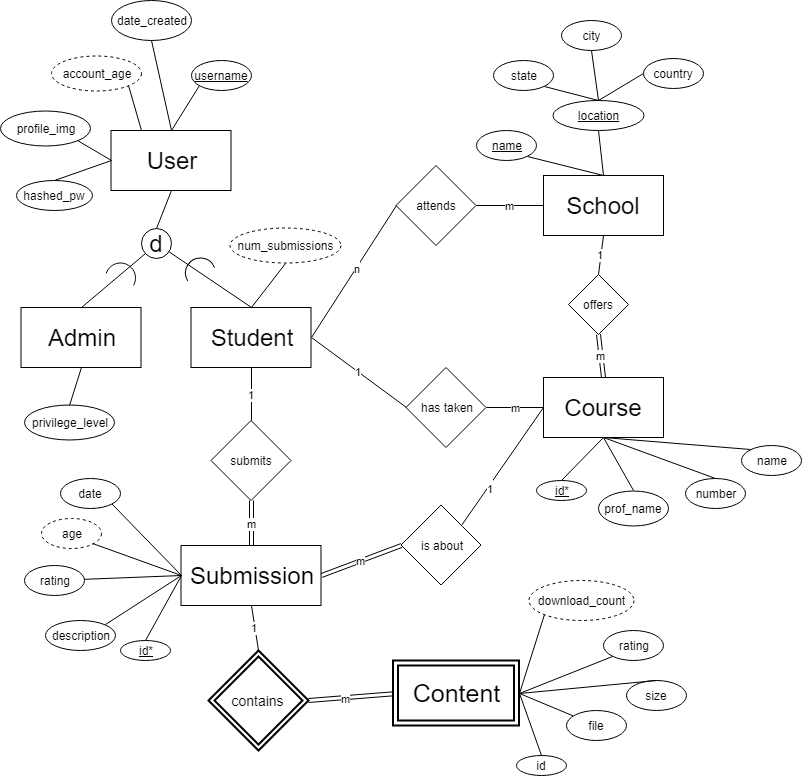 date_created
city
account_age
username
state
country
location
profile_img
User
name
hashed_pw
attends
m
School
d
num_submissions
1
n
offers
Admin
Student
m
1
has taken
m
Course
privilege_level
1
submits
name
id*
number
date
1
prof_name
age
m
is about
rating
Submission
m
description
id*
1
download_count
rating
contains
m
Content
size
file
id